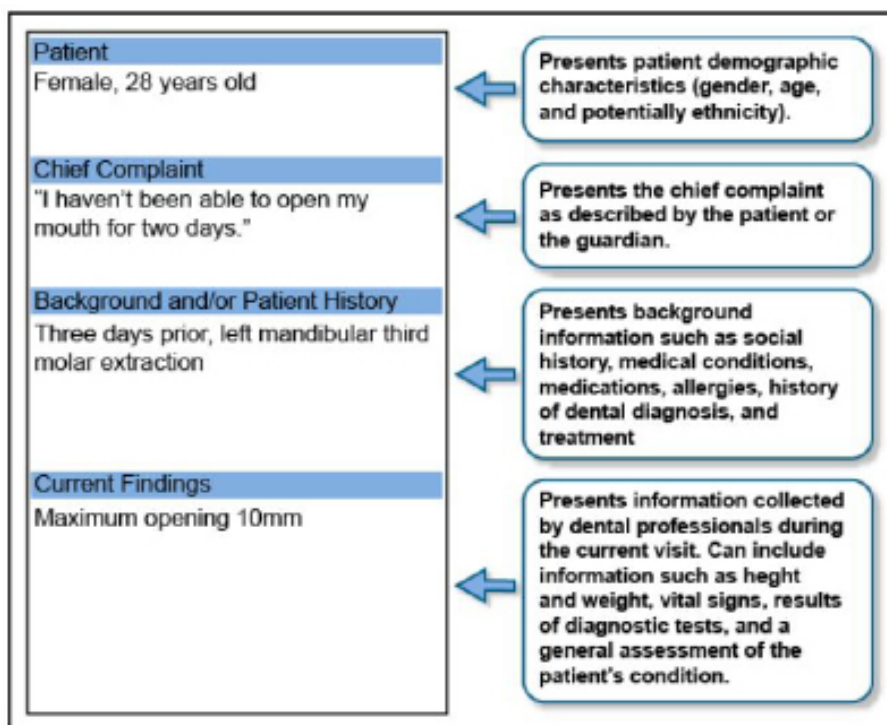 Patient
Female, 28 years old
Presents patient demographic
characteristics (gender, age,
and potentially ethnicity).
Chief Complaint
"I haven't been able to open my
mouth for two days."
Presents the chief complaint
as described by the patient or
the guardian.
Background and/or Patient History
Three days prior, left mandibular third
molar extraction
Presents background
information such as social
history, medical conditions,
medications, allergies, history
of dental diagnosis, and
treatment
Current Findings
Maximum opening 10mm
Presents information collected
by dental professionals during
the current visit. Can include
information such as heght
and weight, vital signs, results
of diagnostic tests, and a
general assessment of the
patient's condition.